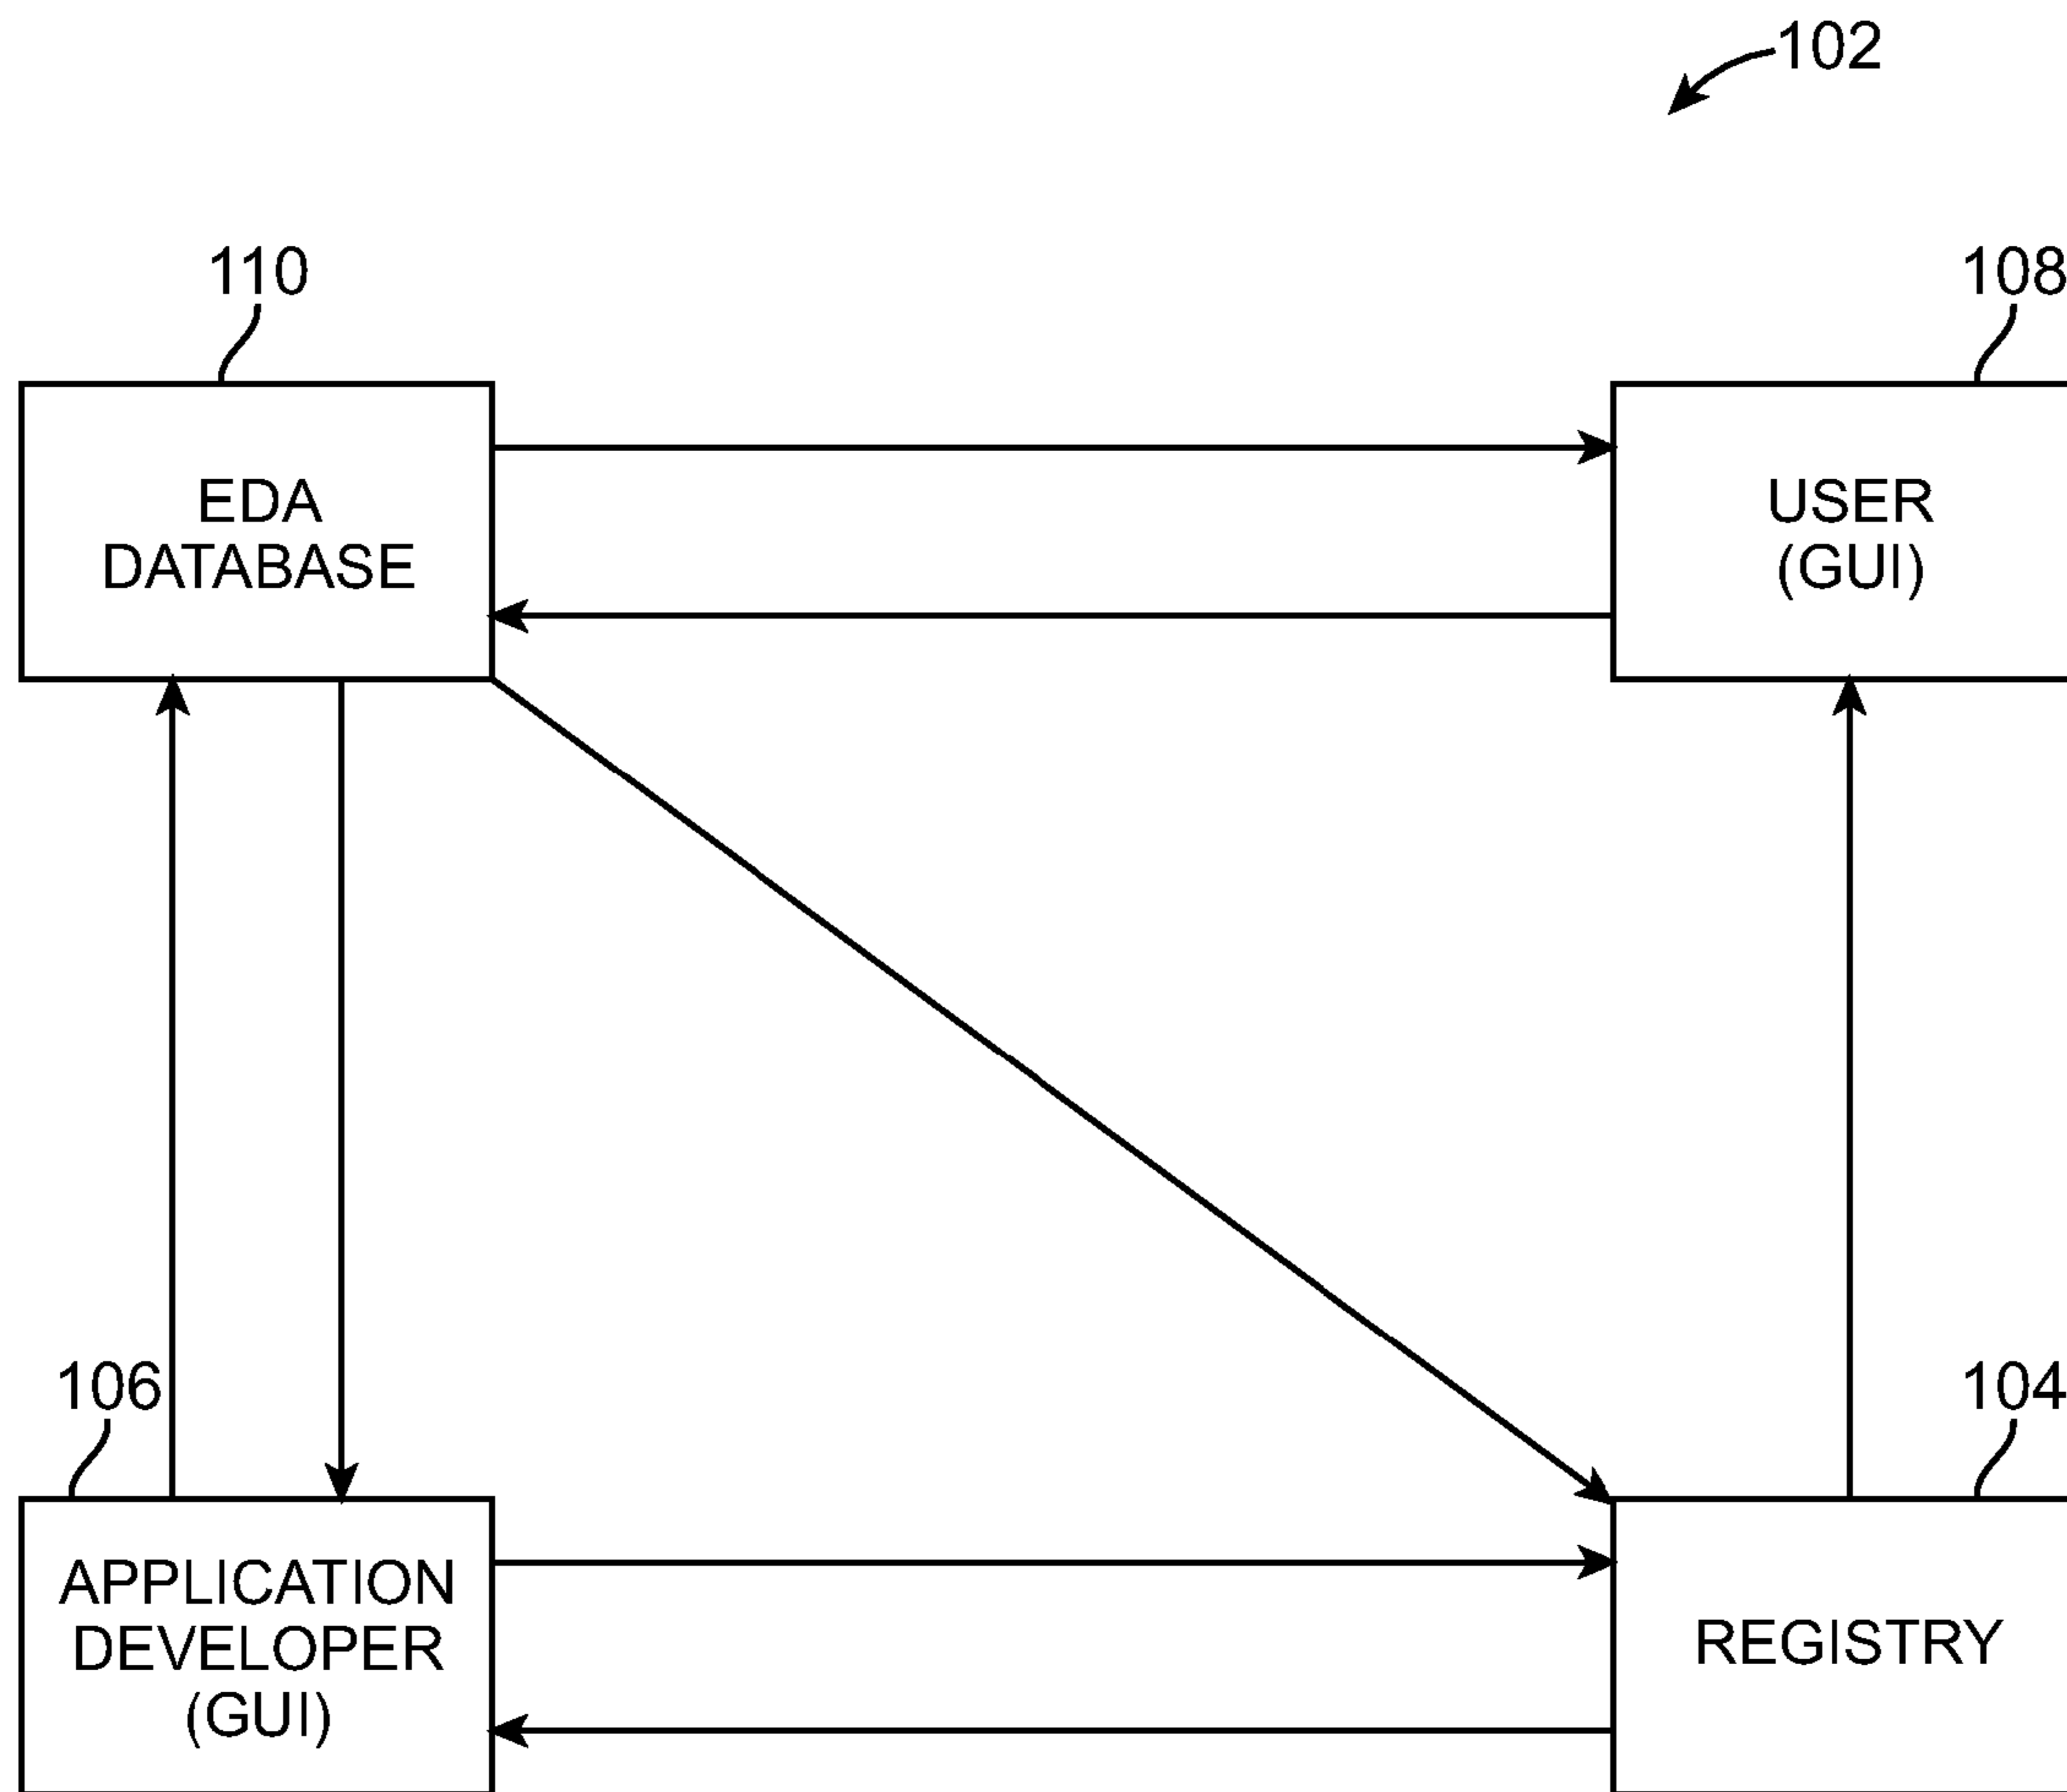 102
110
108
EDA
DATABASE
USER
(GUI)
106
104
APPLICATION
DEVELOPER
(GUI)
REGISTRY